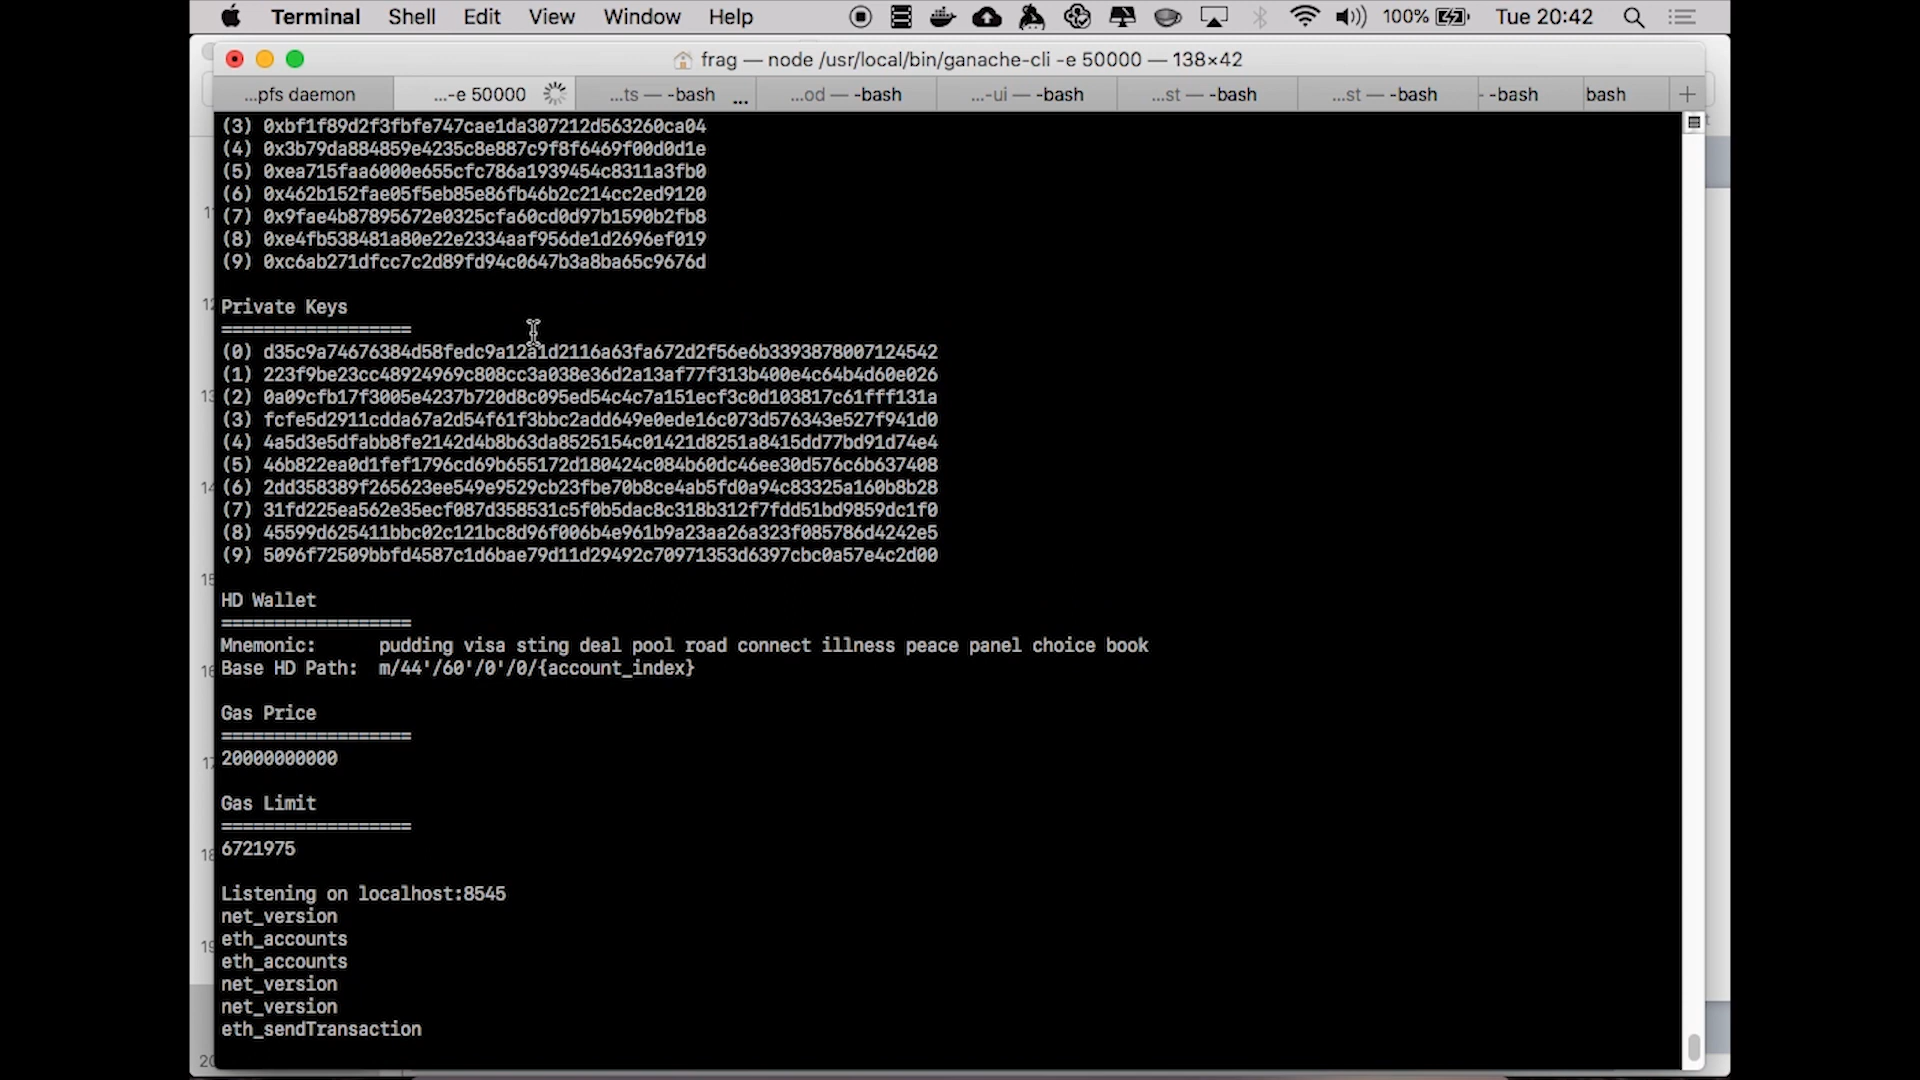 Terminal Shell Edit View Window Help 100% Tue 20:42
frag — node /usr/local/bin/ganache-cli -e 50000 — 138×42
...pfs daemon ...-e 50000 ...ts — -bash ... ...od — -bash ...-ui — -bash ...st — -bash ...st — -bash - -bash bash
(3) 0xbf1f89d2f3fbfe747cae1da307212d563260ca04
(4) 0x3b79da884859e4235c8e887c9f8f6469f00d0d1e
(5) 0xea715faa6000e655cfc786a1939454c8311a3fb0
(6) 0x462b152fae05f5eb85e86fb46b2c214cc2ed9120
(7) 0x9fae4b87895672e0325cfa60cd0d97b1590b2fb8
(8) 0xe4fb538481a80e22e2334aaf956de1d2696ef019
(9) 0xc6ab271dfcc7c2d89fd94c0647b3a8ba65c9676d
Private Keys
==================
(0) d35c9a74676384d58fedc9a12a1d2116a63fa672d2f56e6b3393878007124542
(1) 223f9be23cc48924969c808cc3a038e36d2a13af77f313b400e4c64b4d60e026
(2) 0a09cfb17f3005e4237b720d8c095ed54c4c7a151ecf3c0d103817c61fff131a
(3) fcfe5d2911cdda67a2d54f61f3bbc2add649e0ede16c073d576343e527f941d0
(4) 4a5d3e5dfabb8fe2142d4b8b63da8525154c01421d8251a8415dd77bd91d74e4
(5) 46b822ea0d1fef1796cd69b655172d180424c084b60dc46ee30d576c6b637408
(6) 2dd358389f265623ee549e9529cb23fbe70b8ce4ab5fd0a94c83325a160b8b28
(7) 31fd225ea562e35ecf087d358531c5f0b5dac8c318b312f7fdd51bd9859dc1f0
(8) 45599d625411bbc02c121bc8d96f006b4e961b9a23aa26a323f085786d4242e5
(9) 5096f72509bbfd4587c1d6bae79d11d29492c70971353d6397cbc0a57e4c2d00
HD Wallet
==================
Mnemonic: pudding visa sting deal pool road connect illness peace panel choice book
Base HD Path: m/44'/60'/0'/0/{account_index}
Gas Price
==================
20000000000
Gas Limit
==================
6721975
Listening on localhost:8545
net_version
eth_accounts
eth_accounts
net_version
net_version
eth_sendTransaction